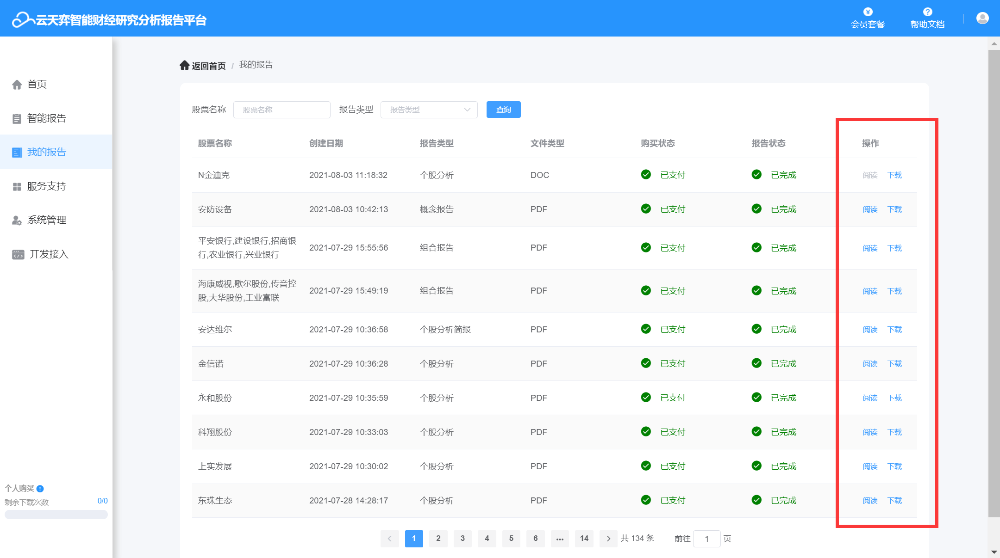 云天弈智能财经研究分析报告平台
会员套餐
帮助文档
首页
智能报告
我的报告
服务支持
系统管理
开发接入
个人购买
剩余下载次数 0/0
返回首页 / 我的报告
股票名称 股票名称 报告类型 报告类型 查询
股票名称 创建日期 报告类型 文件类型 购买状态 报告状态 操作
N金迪克 2021-08-03 11:18:32 个股分析 DOC 已支付 已完成 阅读 下载
安防设备 2021-08-03 10:42:13 概念报告 PDF 已支付 已完成 阅读 下载
平安银行,建设银行,招商银
行,农业银行,兴业银行 2021-07-29 15:55:56 组合报告 PDF 已支付 已完成 阅读 下载
海康威视,歌尔股份,传音控
股,大华股份,工业富联 2021-07-29 15:49:19 组合报告 PDF 已支付 已完成 阅读 下载
安达维尔 2021-07-29 10:36:58 个股分析简报 PDF 已支付 已完成 阅读 下载
金信诺 2021-07-29 10:36:28 个股分析 PDF 已支付 已完成 阅读 下载
永和股份 2021-07-29 10:35:59 个股分析 PDF 已支付 已完成 阅读 下载
科翔股份 2021-07-29 10:33:03 个股分析 PDF 已支付 已完成 阅读 下载
上实发展 2021-07-29 10:30:02 个股分析 PDF 已支付 已完成 阅读 下载
东珠生态 2021-07-28 14:28:17 个股分析 PDF 已支付 已完成 阅读 下载
1 2 3 4 5 6 ... 14 共 134 条 前往 1 页